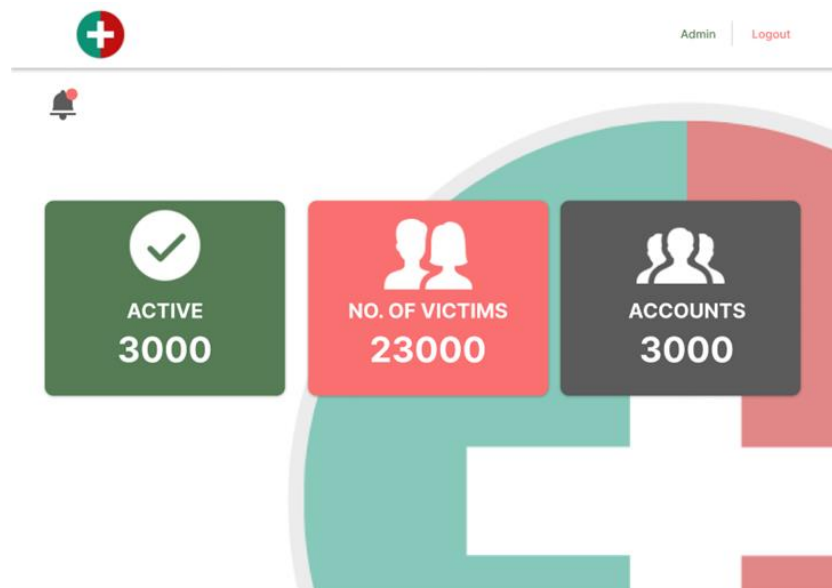 Admin Logout
ACTIVE
3000
NO. OF VICTIMS
23000
ACCOUNTS
3000